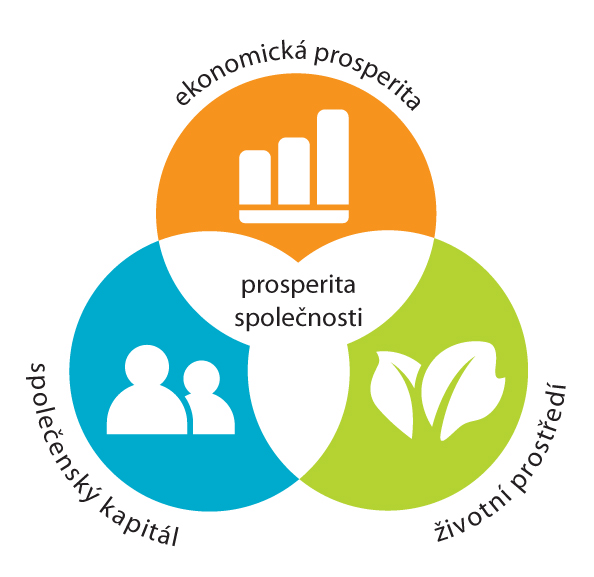 ekonomická prosperita
prosperita
společnosti
společenský kapitál
životní prostředí